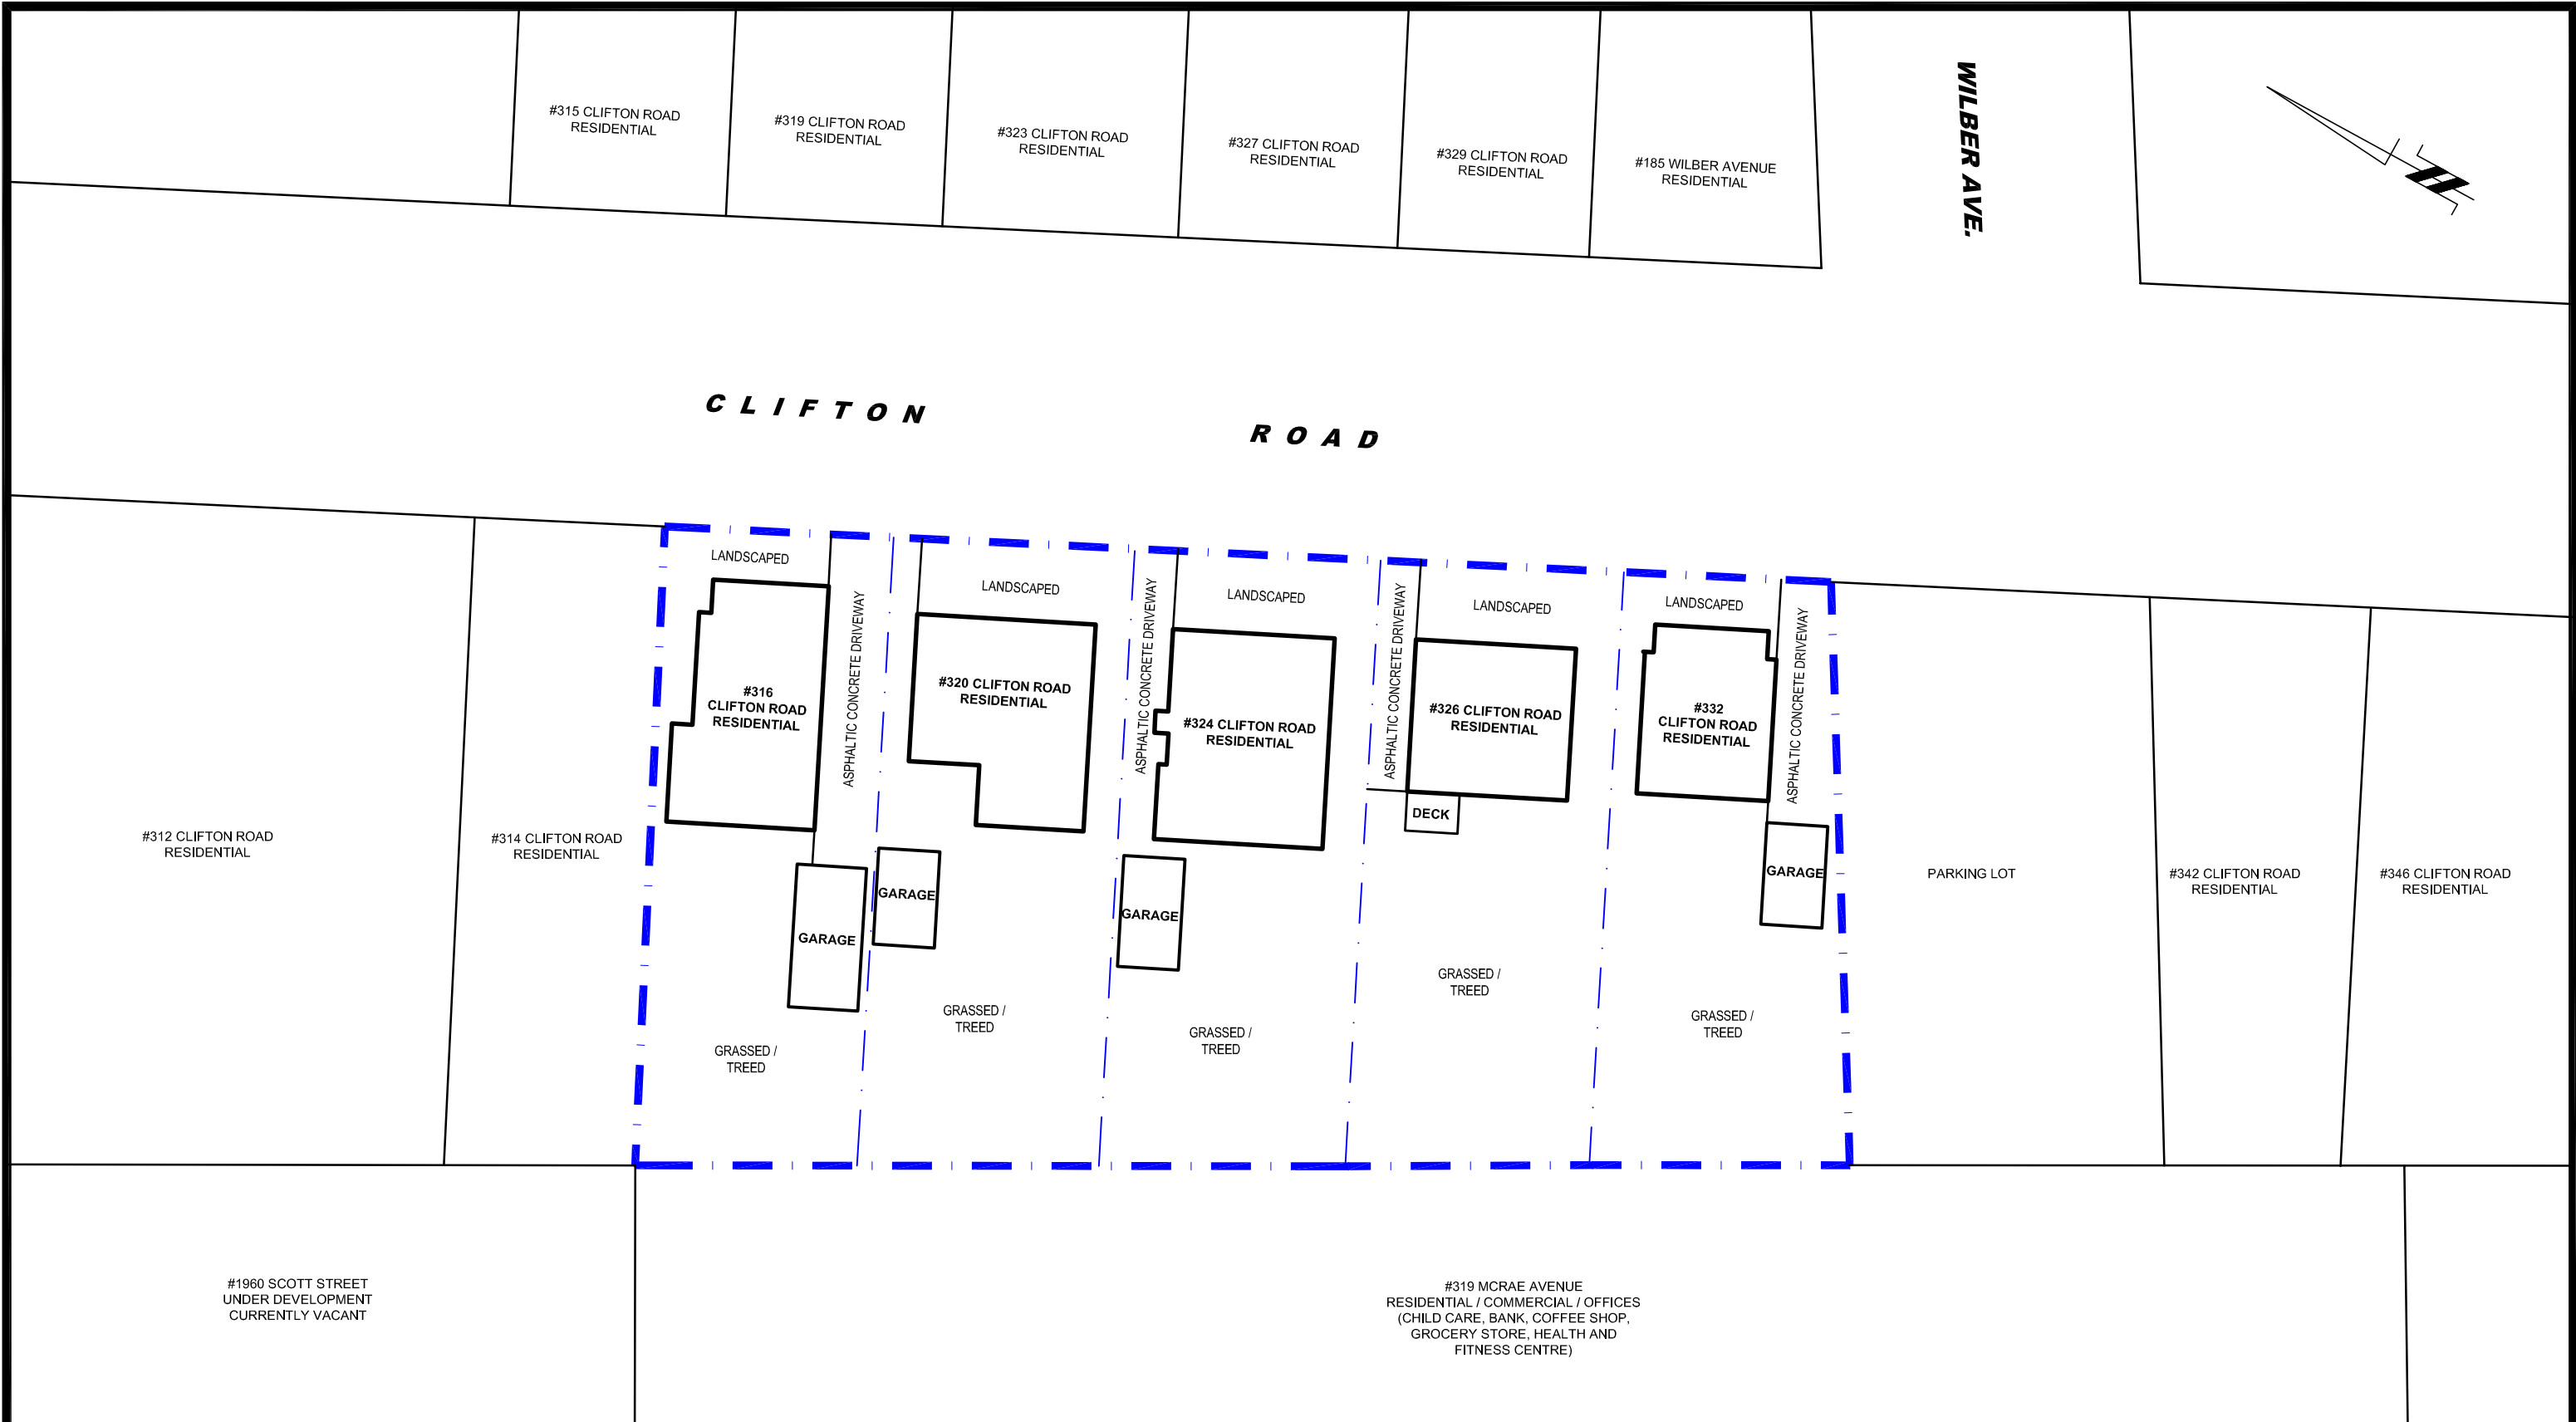 #315 CLIFTON ROAD
RESIDENTIAL
#319 CLIFTON ROAD
RESIDENTIAL
#323 CLIFTON ROAD
RESIDENTIAL
#327 CLIFTON ROAD
RESIDENTIAL
#329 CLIFTON ROAD
RESIDENTIAL
#185 WILBER AVENUE
RESIDENTIAL
WILBER AVE.
CLIFTON ROAD
LANDSCAPED
LANDSCAPED
LANDSCAPED
LANDSCAPED
LANDSCAPED
ASPHALTIC CONCRETE DRIVEWAY
ASPHALTIC CONCRETE DRIVEWAY
ASPHALTIC CONCRETE DRIVEWAY
ASPHALTIC CONCRETE DRIVEWAY
#316
CLIFTON ROAD
RESIDENTIAL
#320 CLIFTON ROAD
RESIDENTIAL
#324 CLIFTON ROAD
RESIDENTIAL
#326 CLIFTON ROAD
RESIDENTIAL
#332
CLIFTON ROAD
RESIDENTIAL
DECK
#312 CLIFTON ROAD
RESIDENTIAL
#314 CLIFTON ROAD
RESIDENTIAL
GARAGE
GARAGE
GARAGE
GARAGE
PARKING LOT
#342 CLIFTON ROAD
RESIDENTIAL
#346 CLIFTON ROAD
RESIDENTIAL
GRASSED /
TREED
GRASSED /
TREED
GRASSED /
TREED
GRASSED /
TREED
GRASSED /
TREED
#1960 SCOTT STREET
UNDER DEVELOPMENT
CURRENTLY VACANT
#319 MCRAE AVENUE
RESIDENTIAL / COMMERCIAL / OFFICES
(CHILD CARE, BANK, COFFEE SHOP,
GROCERY STORE, HEALTH AND
FITNESS CENTRE)